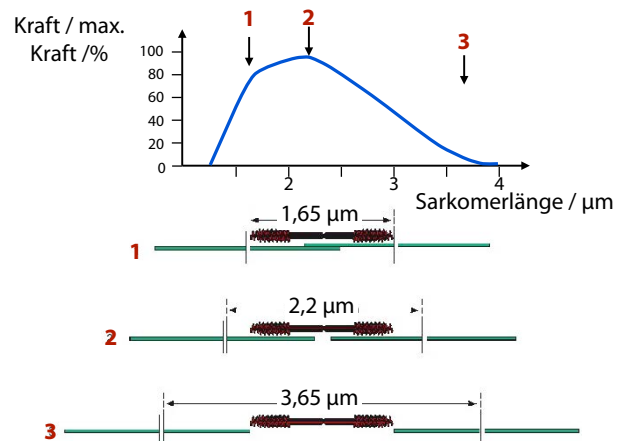 Kraft / max.
Kraft /%
1
2
3
100
80
60
40
20
0
2
3
4
Sarkomerlänge / µm
1,65 µm
1
2,2 µm
2
3,65 µm
3